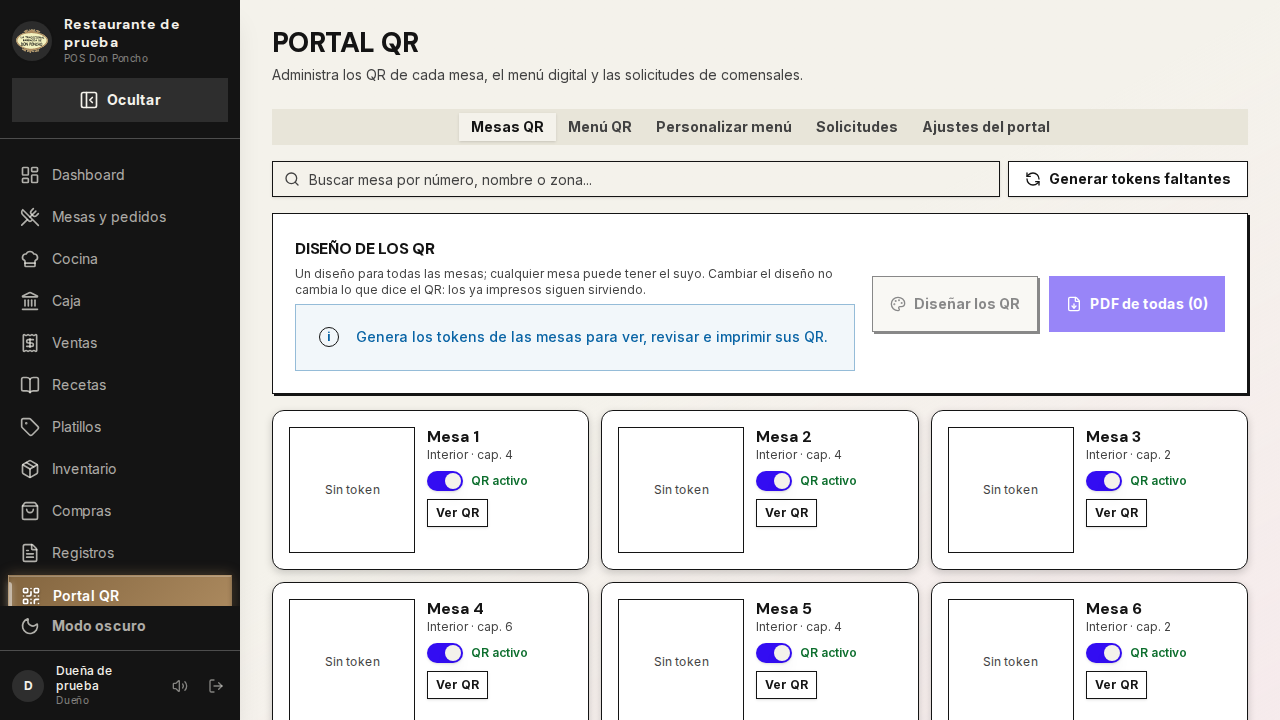 Restaurante de
prueba
POS Don Poncho
Ocultar
Dashboard
Mesas y pedidos
Cocina
Caja
Ventas
Recetas
Platillos
Inventario
Compras
Registros
Portal QR
Modo oscuro
D
Dueña de
prueba
Dueño
PORTAL QR
Administra los QR de cada mesa, el menú digital y las solicitudes de comensales.
Mesas QR
Menú QR
Personalizar menú
Solicitudes
Ajustes del portal
Buscar mesa por número, nombre o zona...
Generar tokens faltantes
DISEÑO DE LOS QR
Un diseño para todas las mesas; cualquier mesa puede tener el suyo. Cambiar el diseño no
cambia lo que dice el QR: los ya impresos siguen sirviendo.
i
Genera los tokens de las mesas para ver, revisar e imprimir sus QR.
Diseñar los QR
PDF de todas (0)
Sin token
Mesa 1
Interior · cap. 4
QR activo
Ver QR
Sin token
Mesa 2
Interior · cap. 4
QR activo
Ver QR
Sin token
Mesa 3
Interior · cap. 2
QR activo
Ver QR
Sin token
Mesa 4
Interior · cap. 6
QR activo
Ver QR
Sin token
Mesa 5
Interior · cap. 4
QR activo
Ver QR
Sin token
Mesa 6
Interior · cap. 2
QR activo
Ver QR